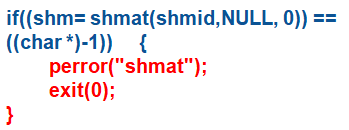 if((shm= shmat(shmid,NULL, 0)) ==
((char *)-1)) {
perror("shmat");
exit(0);
}